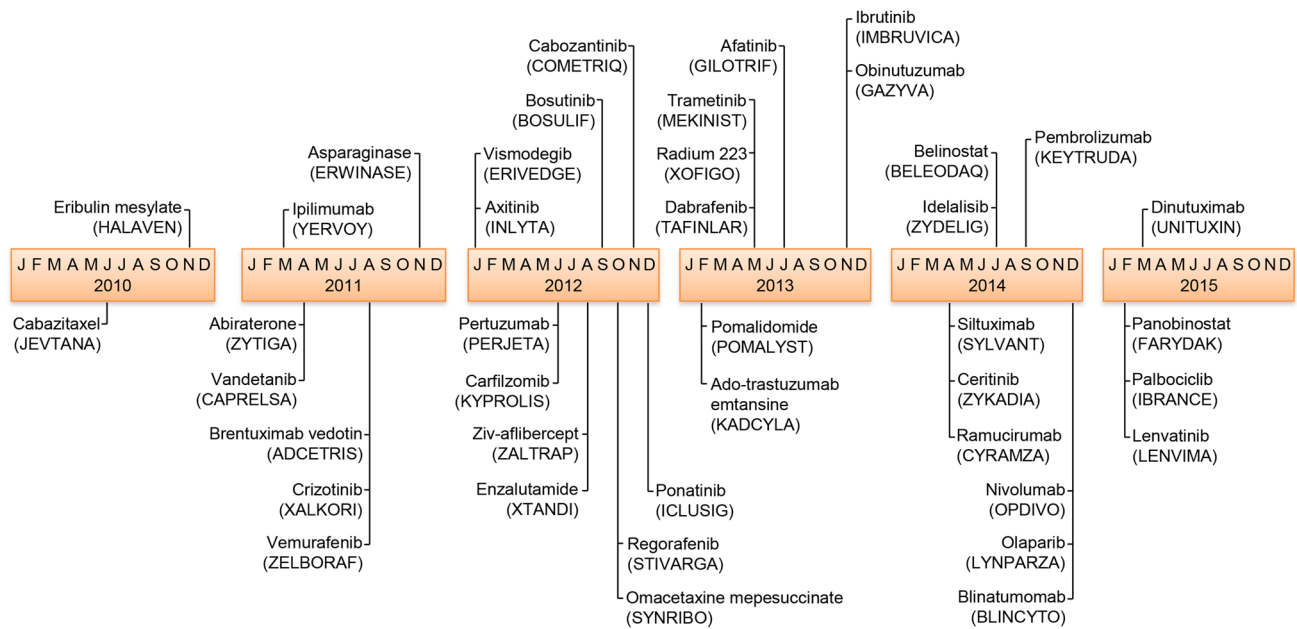 Ibrutinib
(IMBRUVICA)
Cabozantinib
(COMETRIQ)
Afatinib
(GILOTRIF)
Obinutuzumab
(GAZYVA)
Bosutinib
(BOSULIF)
Trametinib
(MEKINIST)
Pembrolizumab
(KEYTRUDA)
Asparaginase
(ERWINASE)
Vismodegib
(ERIVEDGE)
Radium 223
(XOFIGO)
Belinostat
(BELEODAQ)
Eribulin mesylate
(HALAVEN)
Ipilimumab
(YERVOY)
Axitinib
(INLYTA)
Dabrafenib
(TAFINLAR)
Idelalisib
(ZYDELIG)
Dinutuximab
(UNITUXIN)
J F M A M J J A S O N D
2010
J F M A M J J A S O N D
2011
J F M A M J J A S O N D
2012
J F M A M J J A S O N D
2013
J F M A M J J A S O N D
2014
J F M A M J J A S O N D
2015
Cabazitaxel
(JEVTANA)
Abiraterone
(ZYTIGA)
Pertuzumab
(PERJETA)
Pomalidomide
(POMALYST)
Siltuximab
(SYLVANT)
Panobinostat
(FARYDAK)
Vandetanib
(CAPRELSA)
Carfilzomib
(KYPROLIS)
Ado-trastuzumab
emtansine
(KADCYLA)
Ceritinib
(ZYKADIA)
Palbociclib
(IBRANCE)
Brentuximab vedotin
(ADCETRIS)
Ziv-aflibercept
(ZALTRAP)
Ramucirumab
(CYRAMZA)
Lenvatinib
(LENVIMA)
Crizotinib
(XALKORI)
Enzalutamide
(XTANDI)
Ponatinib
(ICLUSIG)
Nivolumab
(OPDIVO)
Vemurafenib
(ZELBORAF)
Regorafenib
(STIVARGA)
Olaparib
(LYNPARZA)
Omacetaxine mepesuccinate
(SYNRIBO)
Blinatumomab
(BLINCYTO)